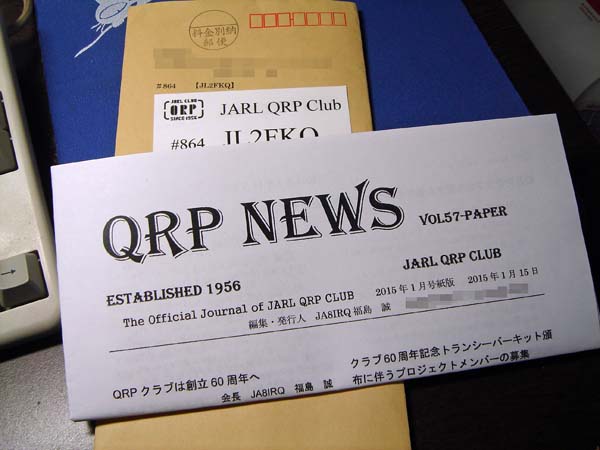 料金別納
郵便
#864 【JL2FKQ】
JARL CLUB
QRP
SINCE 1956
JARL QRP Club
#864 JL2FKQ
QRP NEWS VOL57-PAPER
ESTABLISHED 1956 JARL QRP CLUB
The Official Journal of JARL QRP CLUB 2015年1月号紙版 2015年1月15日
編集・発行人 JA8IRQ 福島 誠
QRPクラブは創立60周年へ
会長 JA8IRQ 福島 誠
クラブ60周年記念トランシーバーキット頒
布に伴うプロジェクトメンバーの募集
→